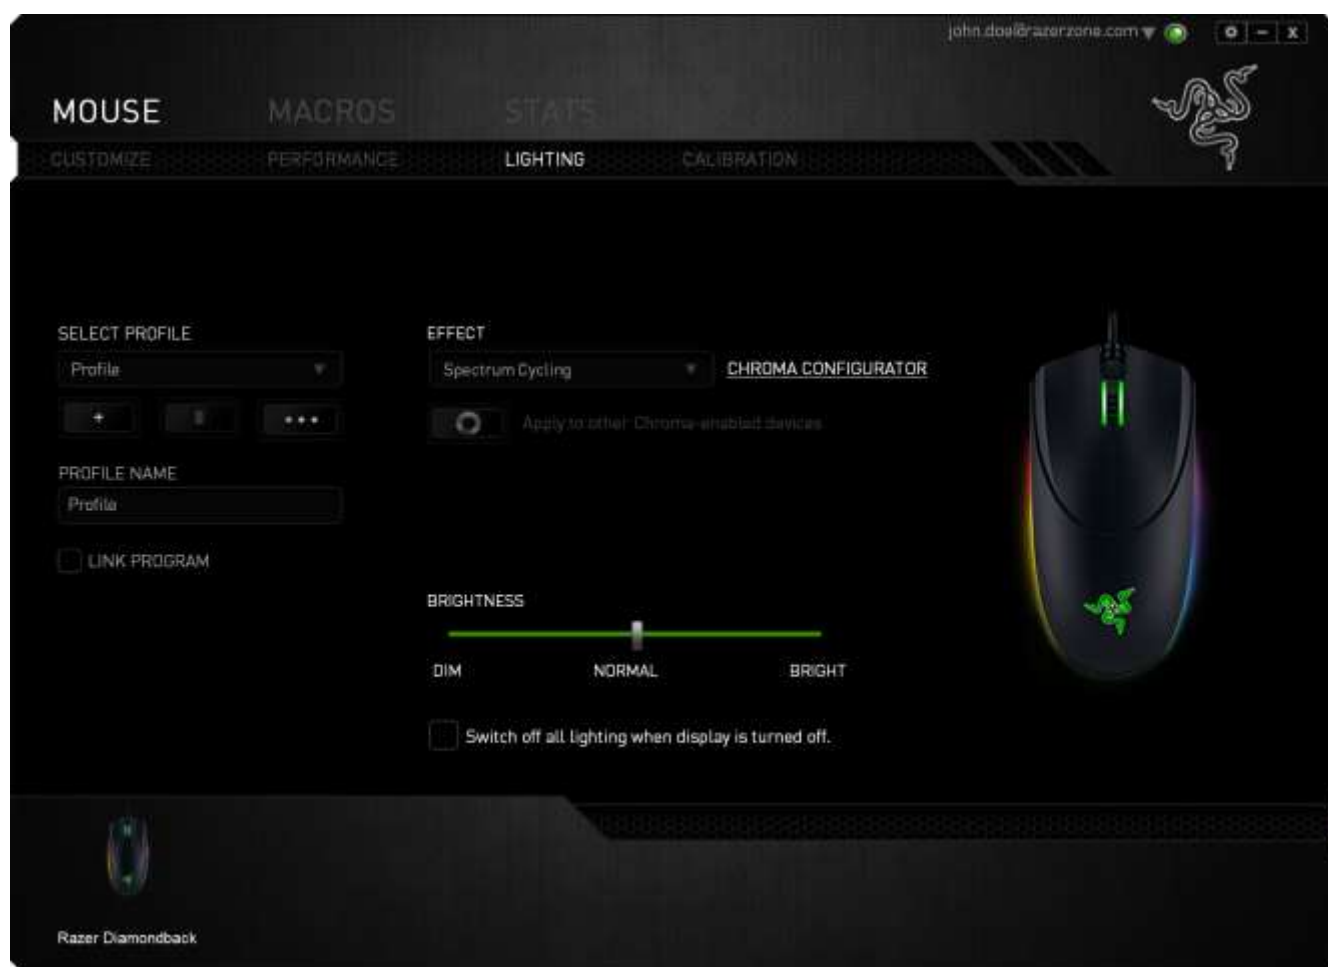 john.doe@razerzone.com
MOUSE MACROS STATS
CUSTOMIZE PERFORMANCE LIGHTING CALIBRATION
SELECT PROFILE EFFECT
Profile Spectrum Cycling CHROMA CONFIGURATOR
Apply to other Chroma-enabled devices
PROFILE NAME
Profile
LINK PROGRAM
BRIGHTNESS
DIM NORMAL BRIGHT
Switch off all lighting when display is turned off.
Razer Diamondback